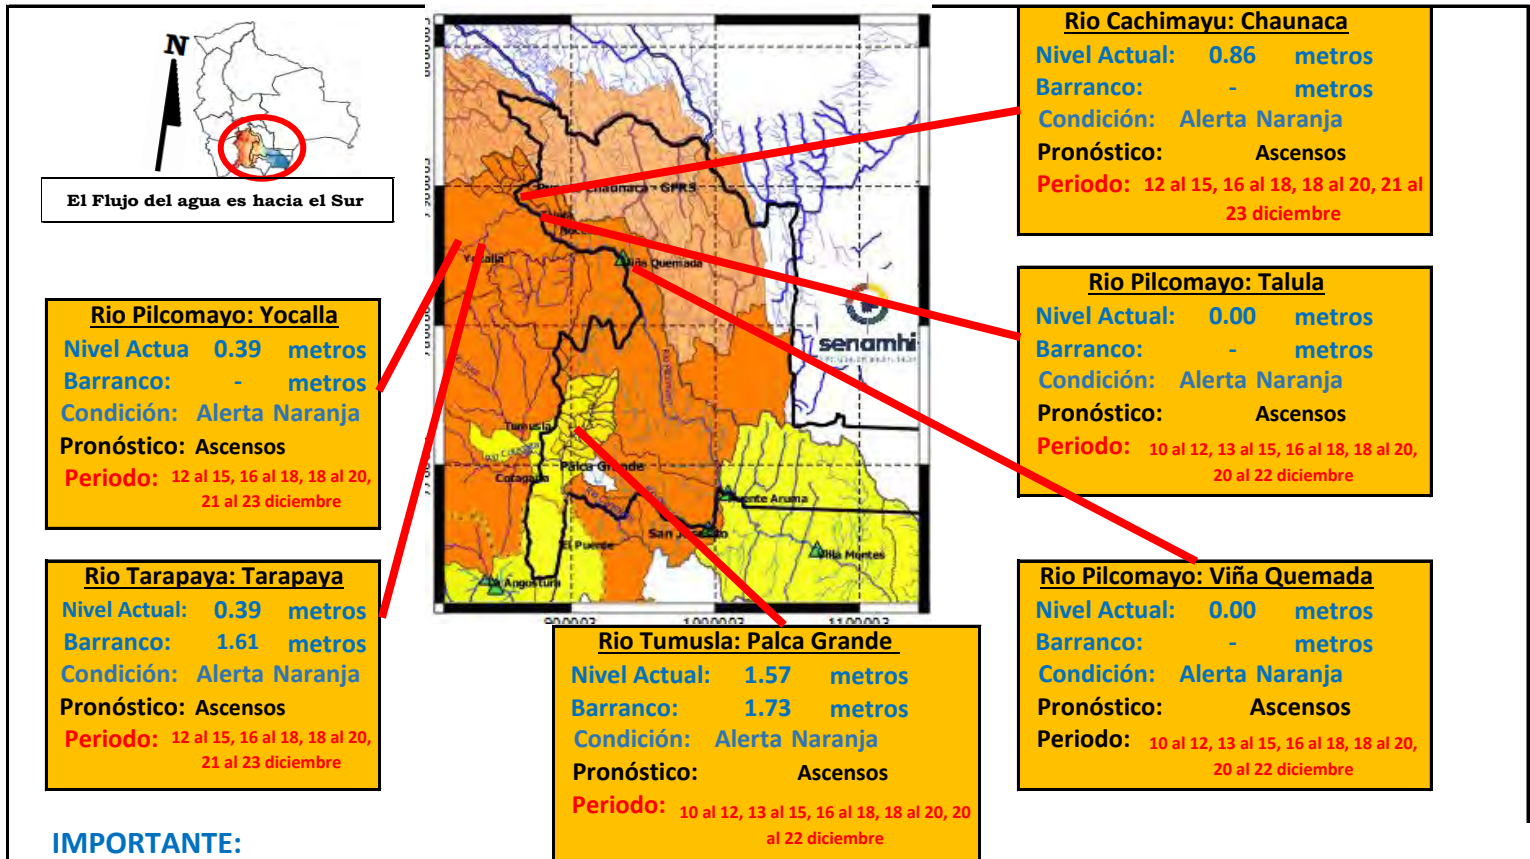 N
El Flujo del agua es hacia el Sur
Rio Pilcomayo: Yocalla
Nivel Actua 0.39 metros
Barranco: - metros
Condición: Alerta Naranja
Pronóstico: Ascensos
Periodo: 12 al 15, 16 al 18, 18 al 20,
21 al 23 diciembre
Rio Tarapaya: Tarapaya
Nivel Actual: 0.39 metros
Barranco: 1.61 metros
Condición: Alerta Naranja
Pronóstico: Ascensos
Periodo: 12 al 15, 16 al 18, 18 al 20,
21 al 23 diciembre
IMPORTANTE:
Chaunaca - GPRS
Yocalla
Viña Quemada
senamhi
Tumusla
Palca Grande
Cotagaita
Puente Aruma
San Josecito
El Puente
Villa Montes
Angostura
900003 1000003 1100003
Rio Tumusla: Palca Grande
Nivel Actual: 1.57 metros
Barranco: 1.73 metros
Condición: Alerta Naranja
Pronóstico: Ascensos
Periodo: 10 al 12, 13 al 15, 16 al 18, 18 al 20, 20
al 22 diciembre
Rio Cachimayu: Chaunaca
Nivel Actual: 0.86 metros
Barranco: - metros
Condición: Alerta Naranja
Pronóstico: Ascensos
Periodo: 12 al 15, 16 al 18, 18 al 20, 21 al
23 diciembre
Rio Pilcomayo: Talula
Nivel Actual: 0.00 metros
Barranco: - metros
Condición: Alerta Naranja
Pronóstico: Ascensos
Periodo: 10 al 12, 13 al 15, 16 al 18, 18 al 20,
20 al 22 diciembre
Rio Pilcomayo: Viña Quemada
Nivel Actual: 0.00 metros
Barranco: - metros
Condición: Alerta Naranja
Pronóstico: Ascensos
Periodo: 10 al 12, 13 al 15, 16 al 18, 18 al 20,
20 al 22 diciembre